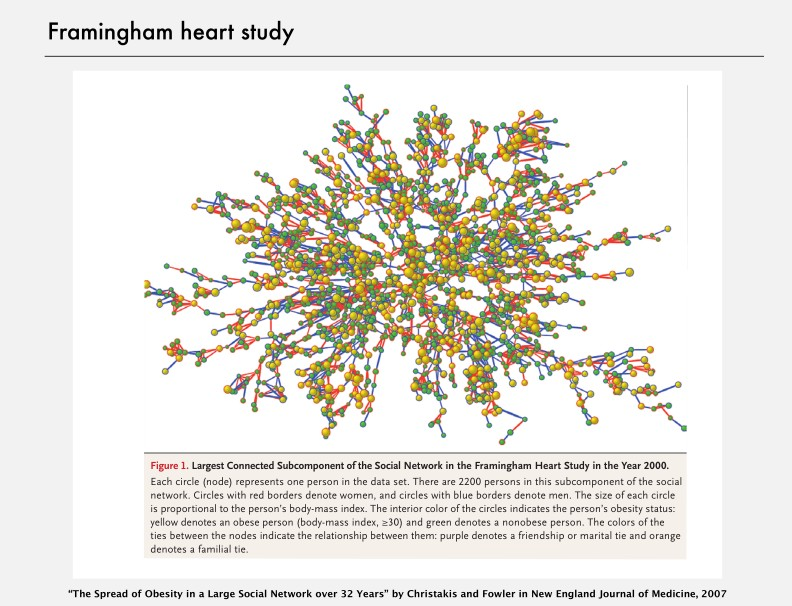 Framingham heart study
Figure 1. Largest Connected Subcomponent of the Social Network in the Framingham Heart Study in the Year 2000.
Each circle (node) represents one person in the data set. There are 2200 persons in this subcomponent of the social
network. Circles with red borders denote women, and circles with blue borders denote men. The size of each circle
is proportional to the person's body-mass index. The interior color of the circles indicates the person's obesity status:
yellow denotes an obese person (body-mass index, ≥30) and green denotes a nonobese person. The colors of the
ties between the nodes indicate the relationship between them: purple denotes a friendship or marital tie and orange
denotes a familial tie.
“The Spread of Obesity in a Large Social Network over 32 Years” by Christakis and Fowler in New England Journal of Medicine, 2007